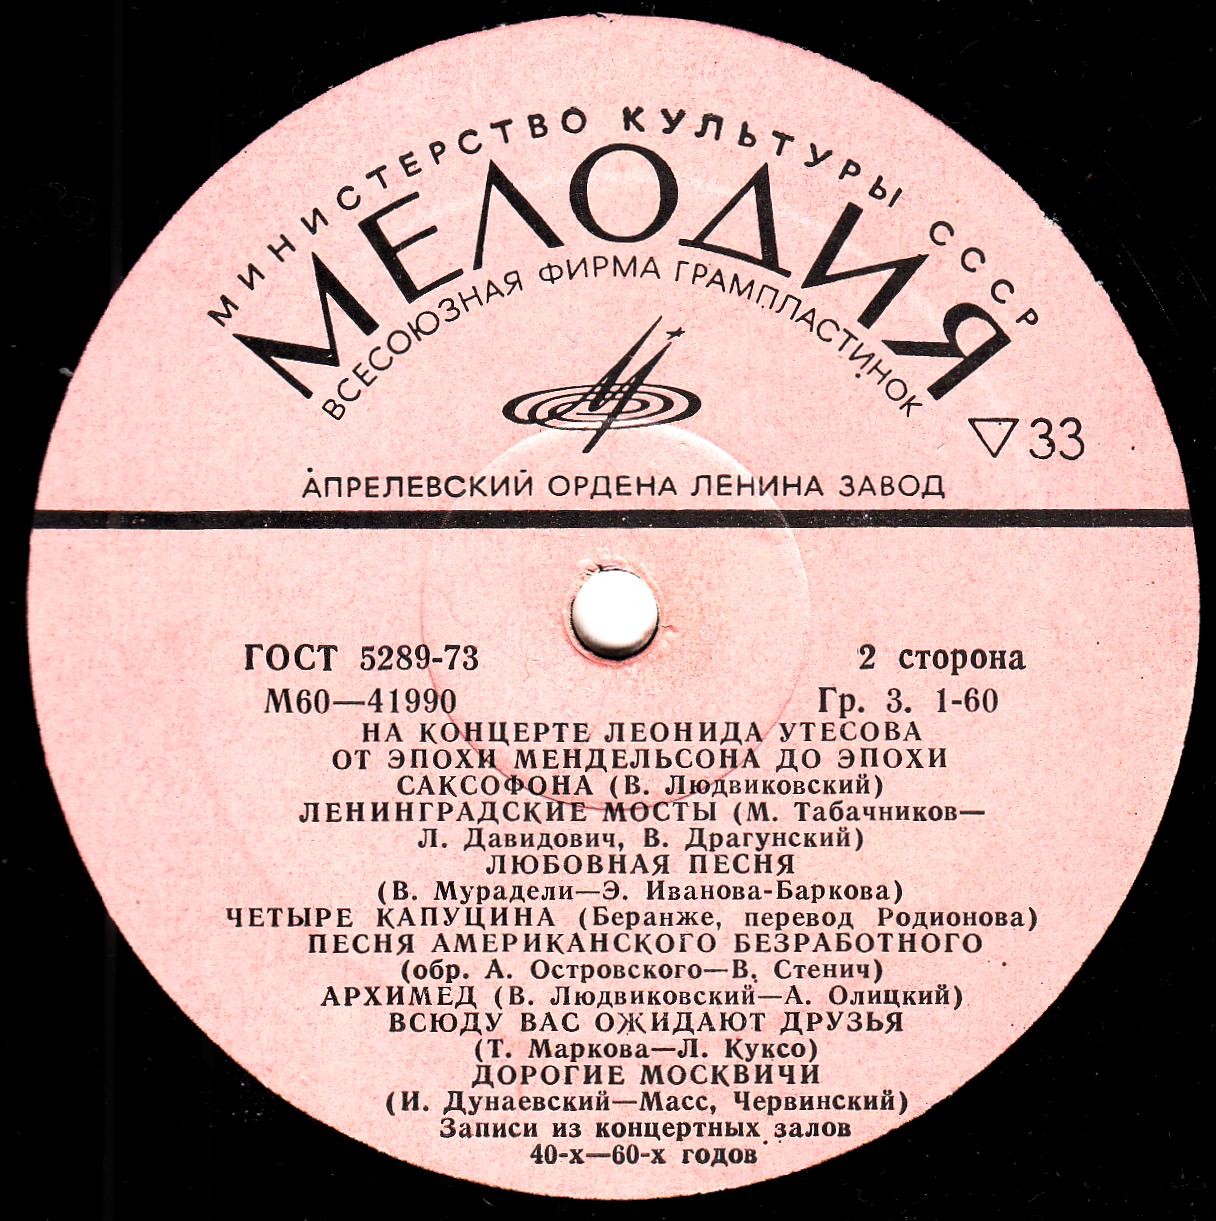 МИНИСТЕРСТВО КУЛЬТУРЫ СССР
МЕЛОДИЯ
ВСЕСОЮЗНАЯ ФИРМА ГРАМПЛАСТИНОК
33
АПРЕЛЕВСКИЙ ОРДЕНА ЛЕНИНА ЗАВОД
ГОСТ 5289-73 2 сторона
М60—41990 Гр. 3. 1-60
НА КОНЦЕРТЕ ЛЕОНИДА УТЕСОВА
ОТ ЭПОХИ МЕНДЕЛЬСОНА ДО ЭПОХИ
САКСОФОНА (В. Людвиковский)
ЛЕНИНГРАДСКИЕ МОСТЫ (М. Табачников—
Л. Давидович, В. Драгунский)
ЛЮБОВНАЯ ПЕСНЯ
(В. Мурадели—Э. Иванова-Баркова)
ЧЕТЫРЕ КАПУЦИНА (Беранже, перевод Родионова)
ПЕСНЯ АМЕРИКАНСКОГО БЕЗРАБОТНОГО
(обр. А. Островского—В. Стенич)
АРХИМЕД (В. Людвиковский—А. Олицкий)
ВСЮДУ ВАС ОЖИДАЮТ ДРУЗЬЯ
(Т. Маркова—Л. Куксо)
ДОРОГИЕ МОСКВИЧИ
(И. Дунаевский—Масс, Червинский)
Записи из концертных залов
40-х—60-х годов